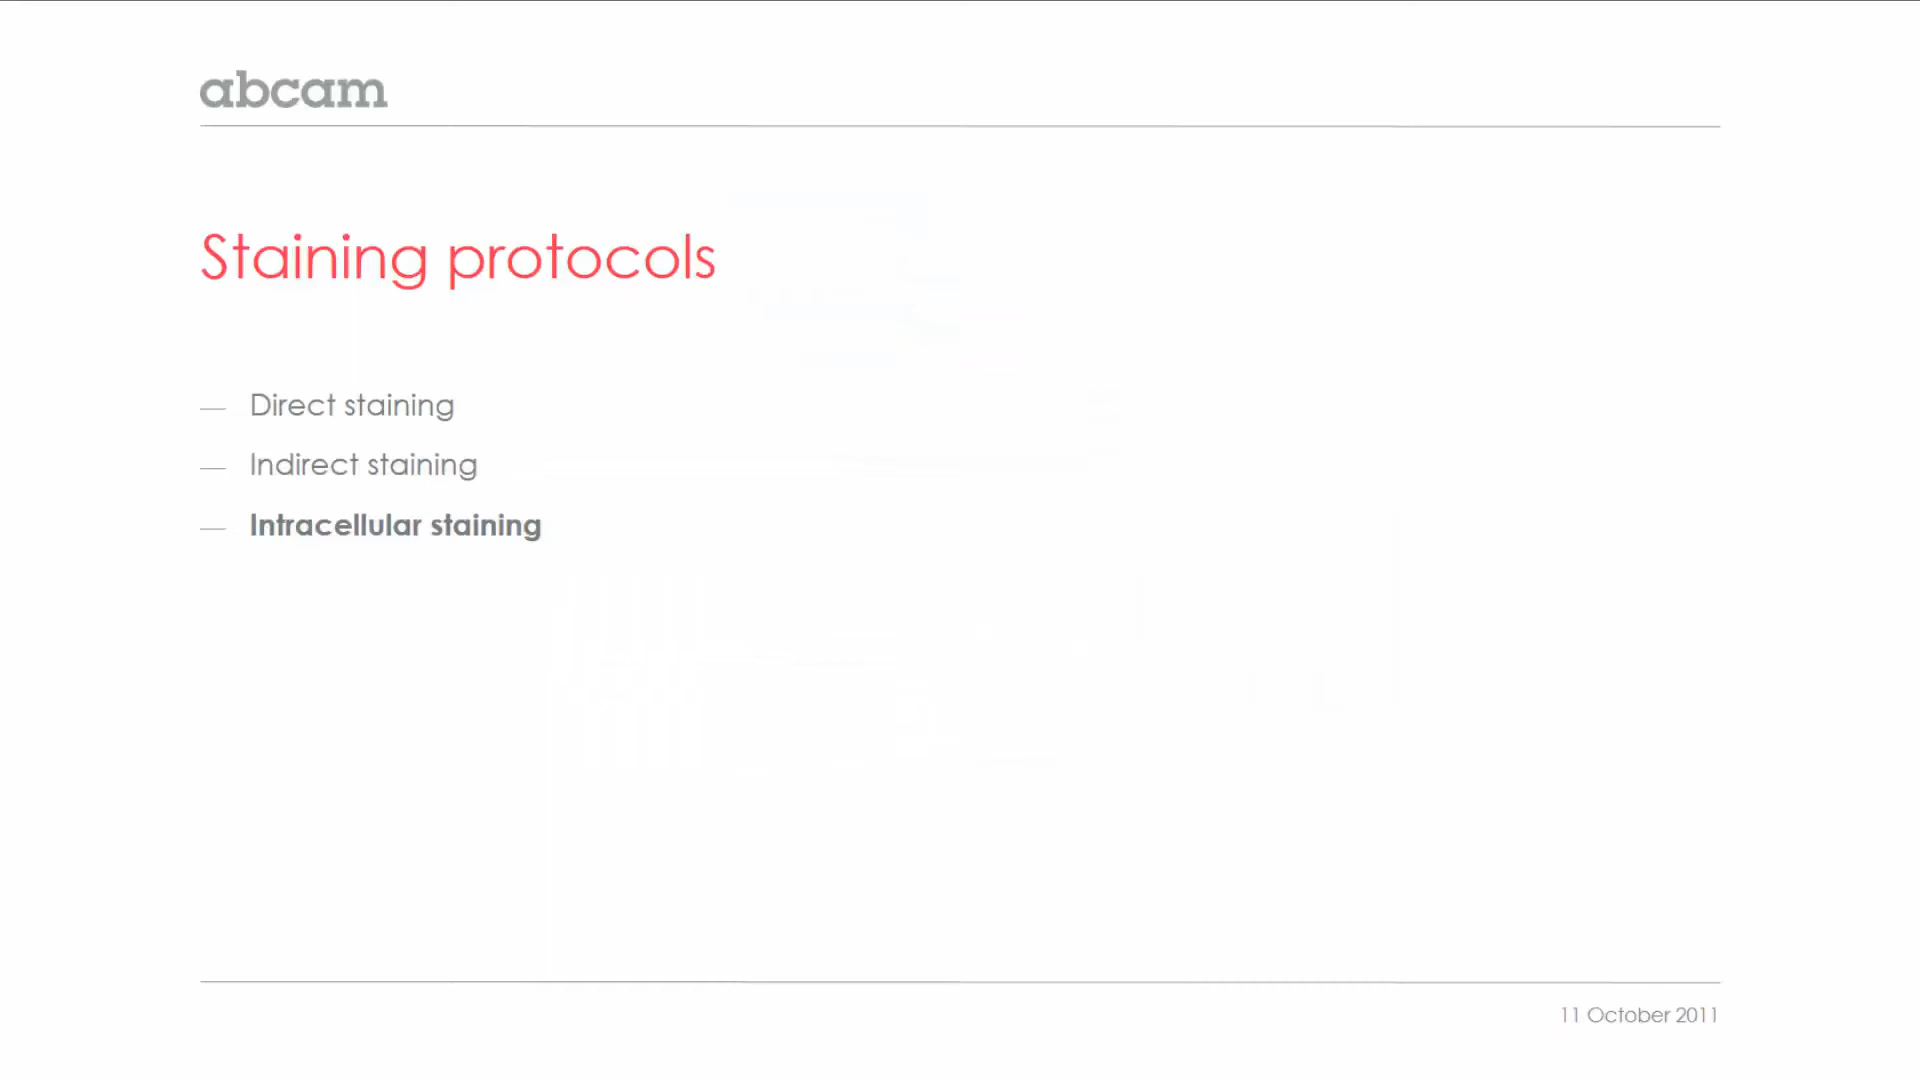 abcam
Staining protocols
— Direct staining
— Indirect staining
— Intracellular staining
11 October 2011